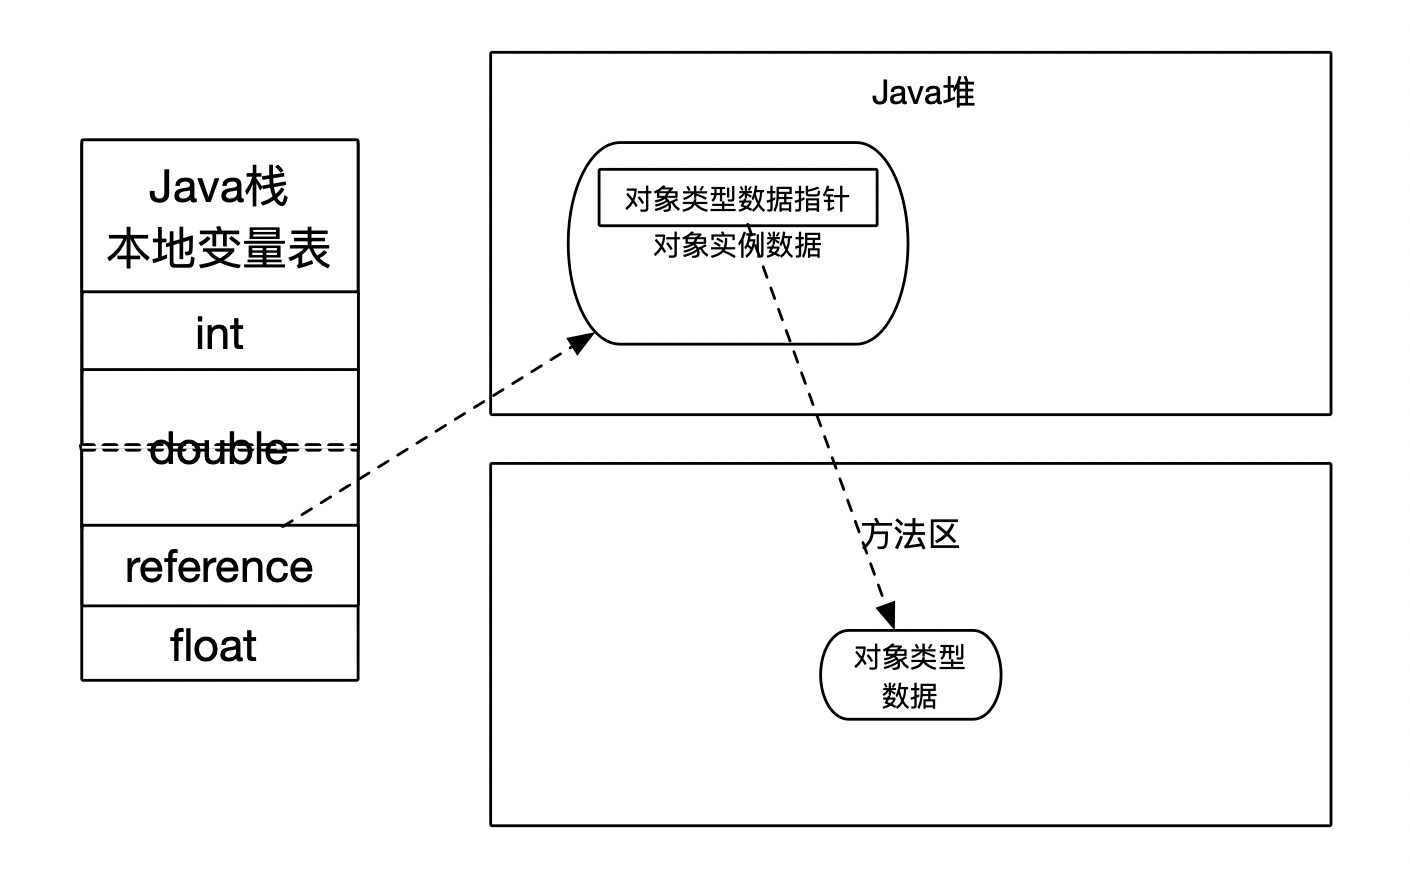 Java栈
本地变量表
int
double
reference
float
Java堆
对象类型数据指针
对象实例数据
方法区
对象类型
数据